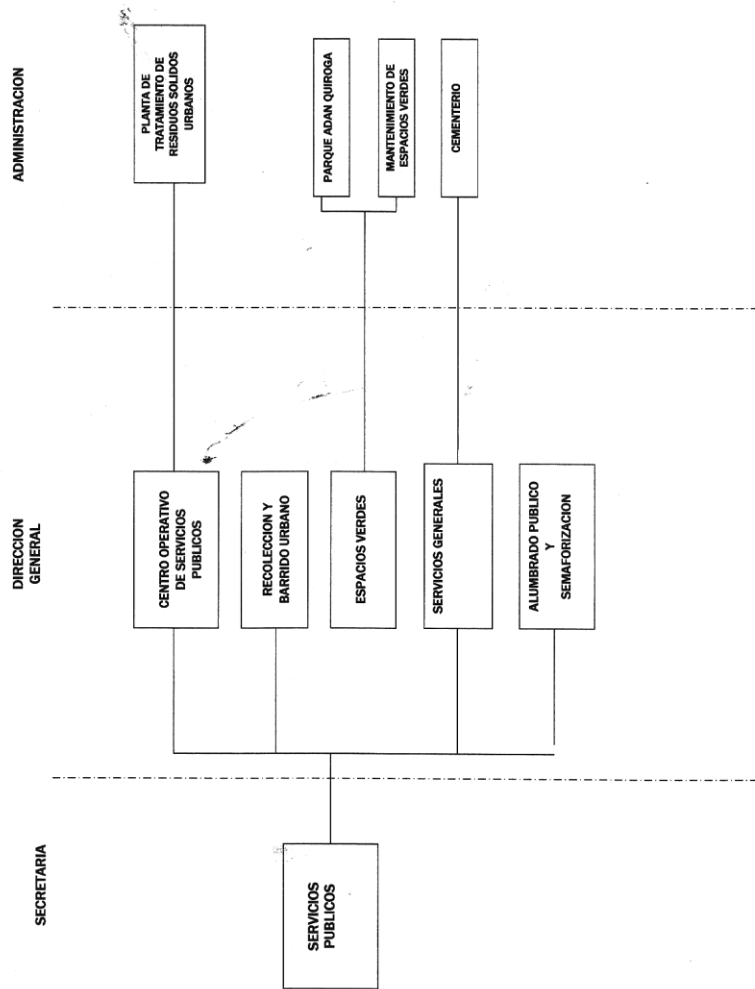 SECRETARIA
DIRECCION
GENERAL
ADMINISTRACION
SERVICIOS
PUBLICOS
CENTRO OPERATIVO
DE SERVICIOS
PUBLICOS
RECOLECCION Y
BARRIDO URBANO
ESPACIOS VERDES
SERVICIOS GENERALES
ALUMBRADO PUBLICO
Y
SEMAFORIZACION
PLANTA DE
TRATAMIENTO DE
RESIDUOS SOLIDOS
URBANOS
PARQUE ADAN QUIROGA
MANTENIMIENTO DE
ESPACIOS VERDES
CEMENTERIO